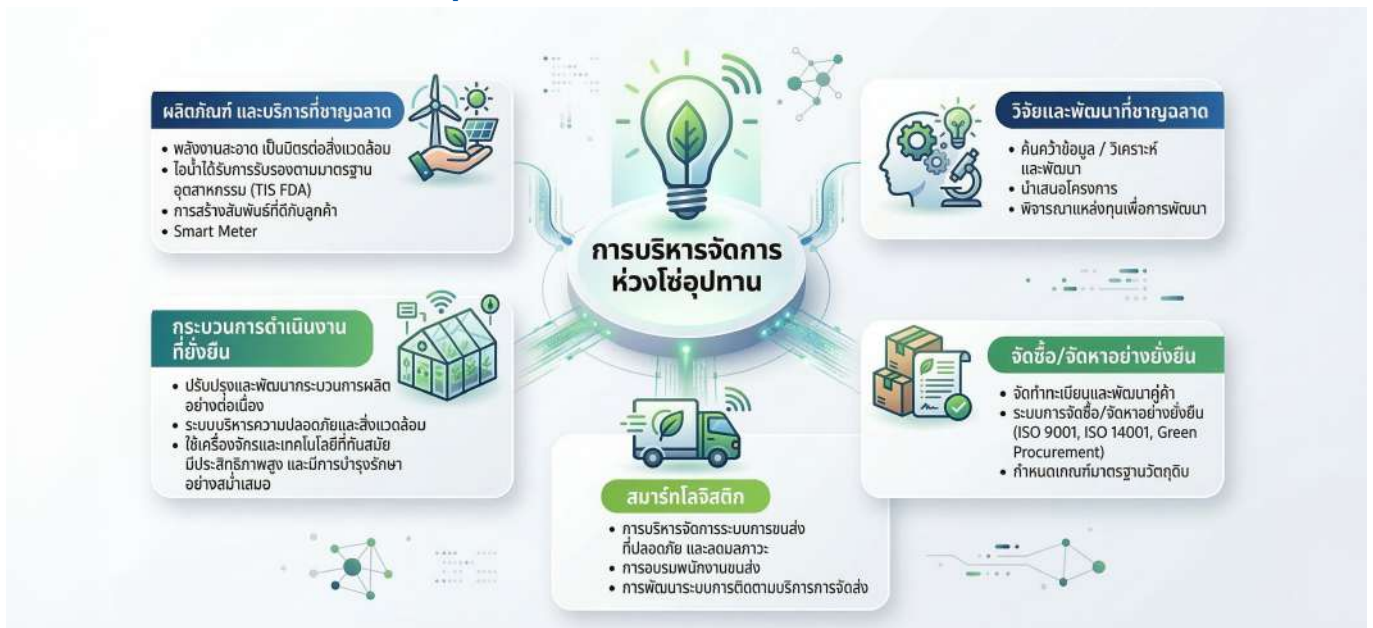 ผลิตภัณฑ์ และบริการที่ชาญฉลาด
• พลังงานสะอาด เป็นมิตรต่อสิ่งแวดล้อม
• ไอน้ำได้รับการรับรองตามมาตรฐาน
อุตสาหกรรม (TIS FDA)
• การสร้างสัมพันธ์ที่ดีกับลูกค้า
• Smart Meter
วิจัยและพัฒนาที่ชาญฉลาด
• ค้นคว้าข้อมูล / วิเคราะห์
และพัฒนา
• นำเสนอโครงการ
• พิจารณาแหล่งทุนเพื่อการพัฒนา
การบริหารจัดการ
ห่วงโซ่อุปทาน
กระบวนการดำเนินงาน
ที่ยั่งยืน
• ปรับปรุงและพัฒนากระบวนการผลิต
อย่างต่อเนื่อง
• ระบบบริหารความปลอดภัยและสิ่งแวดล้อม
• ใช้เครื่องจักรและเทคโนโลยีที่ทันสมัย
มีประสิทธิภาพสูง และมีการบำรุงรักษา
อย่างสม่ำเสมอ
จัดซื้อ/จัดหาอย่างยั่งยืน
• จัดทำทะเบียนและพัฒนาคู่ค้า
• ระบบการจัดซื้อ/จัดหาอย่างยั่งยืน
(ISO 9001, ISO 14001, Green
Procurement)
• กำหนดเกณฑ์มาตรฐานวัตถุดิบ
สมาร์ทโลจิสติก
• การบริหารจัดการระบบการขนส่ง
ที่ปลอดภัย และลดมลภาวะ
• การอบรมพนักงานขนส่ง
• การพัฒนาระบบการติดตามบริการการจัดส่ง